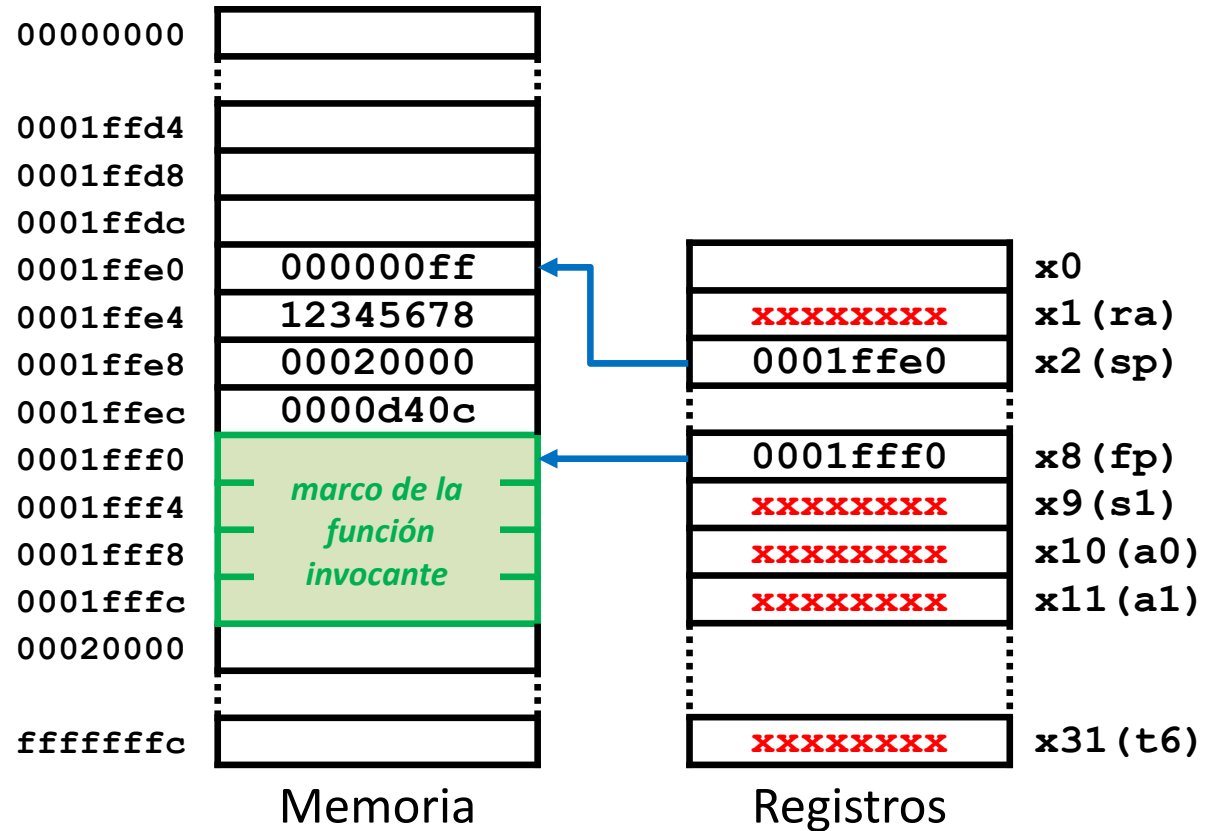 00000000
0001ffd4
0001ffd8
0001ffdc
0001ffe0 000000ff x0
0001ffe4 12345678 xxxxxxxx x1(ra)
0001ffe8 00020000 0001ffe0 x2(sp)
0001ffec 0000d40c
0001fff0 0001fff0 x8(fp)
marco de la
0001fff4 función xxxxxxxx x9(s1)
0001fff8 invocante xxxxxxxx x10(a0)
0001fffc xxxxxxxx x11(a1)
00020000
fffffffc xxxxxxxx x31(t6)
Memoria Registros